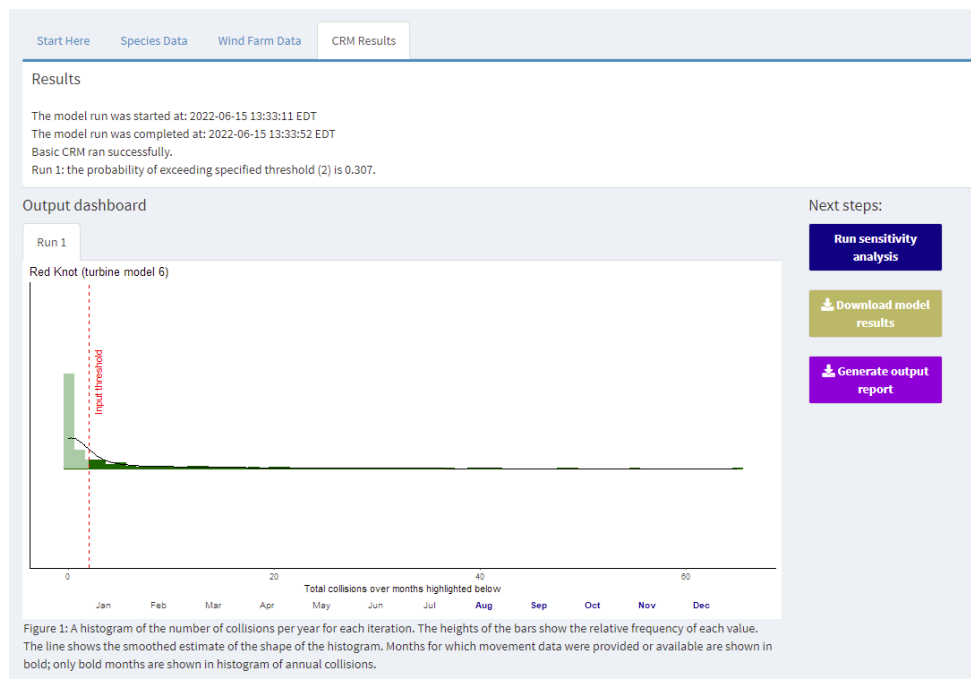 Start Here Species Data Wind Farm Data CRM Results
Results
The model run was started at: 2022-06-15 13:33:11 EDT
The model run was completed at: 2022-06-15 13:33:52 EDT
Basic CRM ran successfully.
Run 1: the probability of exceeding specified threshold (2) is 0.307.
Output dashboard
Next steps:
Run 1
Run sensitivity
analysis
Download model
results
Generate output
report
Red Knot (turbine model 6)
Input threshold
0 20 40 60
Total collisions over months highlighted below
Jan Feb Mar Apr May Jun Jul Aug Sep Oct Nov Dec
Figure 1: A histogram of the number of collisions per year for each iteration. The heights of the bars show the relative frequency of each value.
The line shows the smoothed estimate of the shape of the histogram. Months for which movement data were provided or available are shown in
bold; only bold months are shown in histogram of annual collisions.